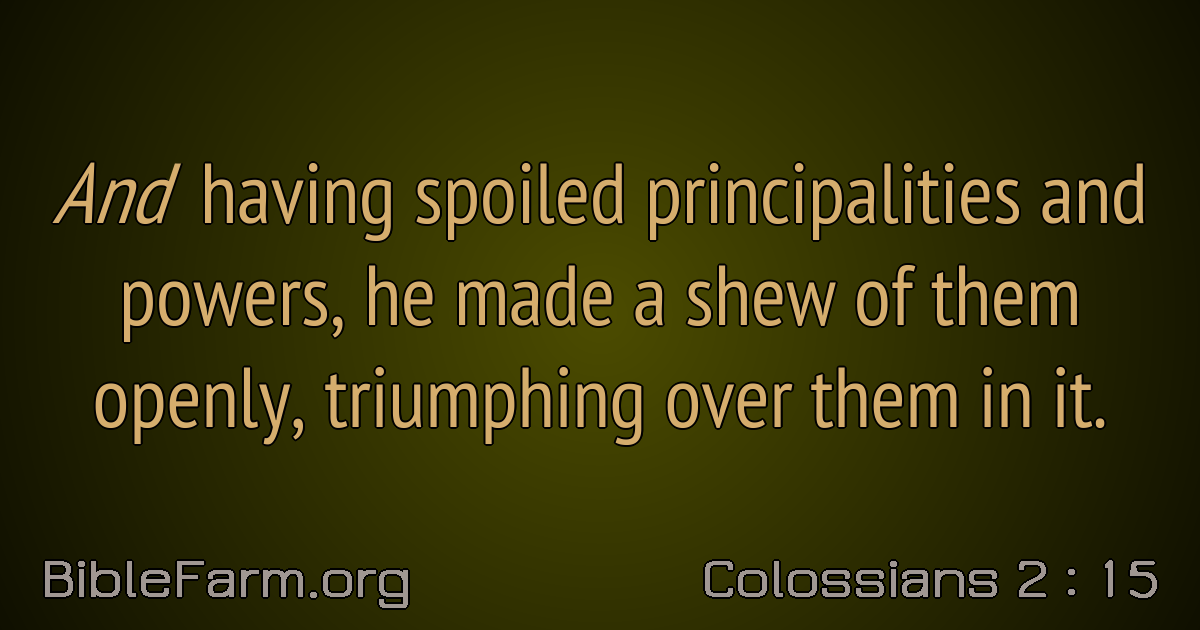 And having spoiled principalities and
powers, he made a shew of them
openly, triumphing over them in it.
BibleFarm.org
Colossians 2 : 15